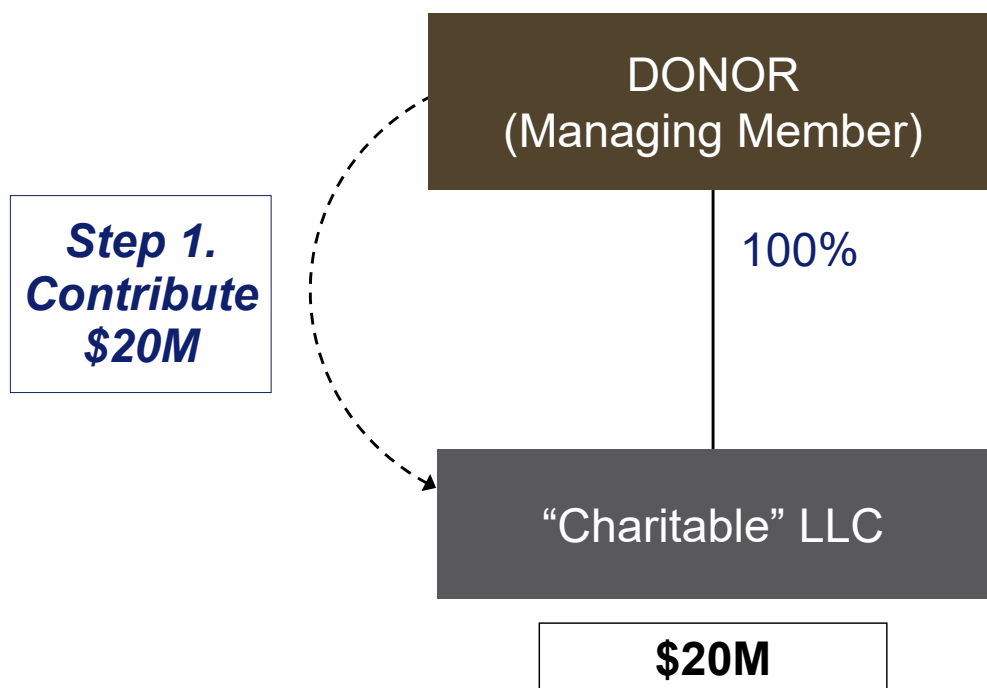 DONOR
(Managing Member)
Step 1.
Contribute
$20M
100%
“Charitable” LLC
$20M